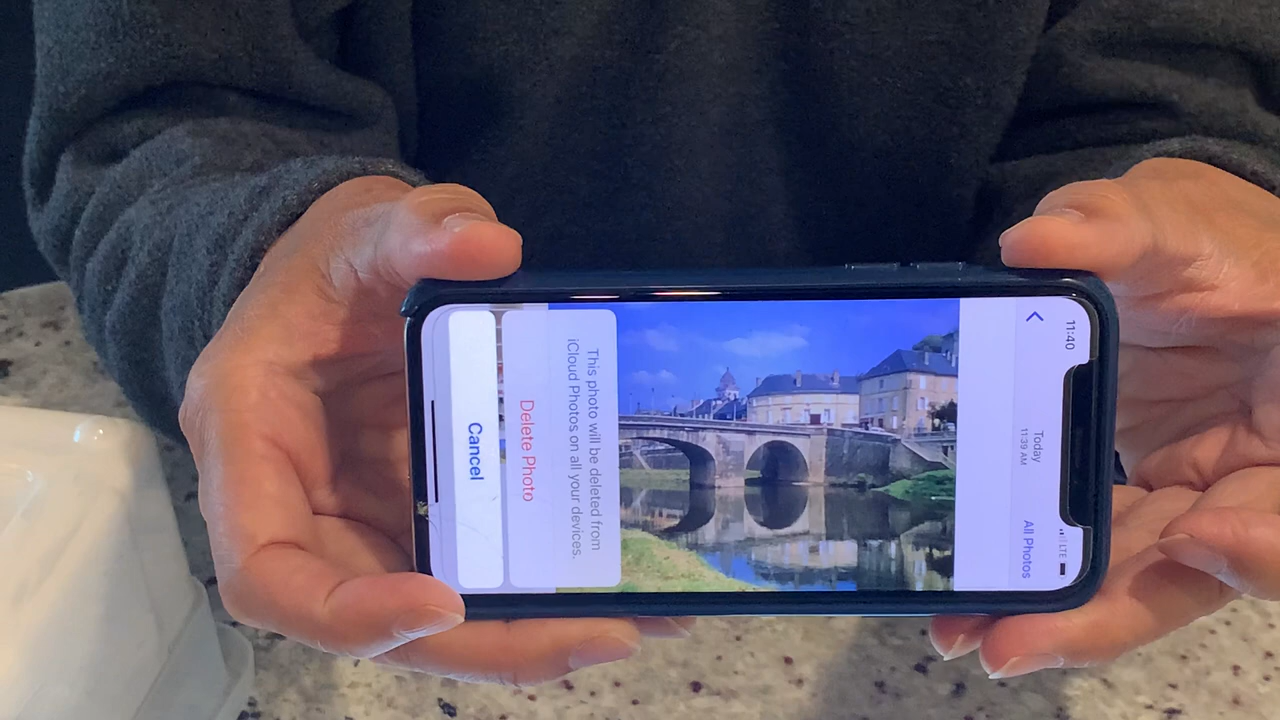 11:40
LTE
Today
11:39 AM
All Photos
This photo will be deleted from
iCloud Photos on all your devices.
Delete Photo
Cancel